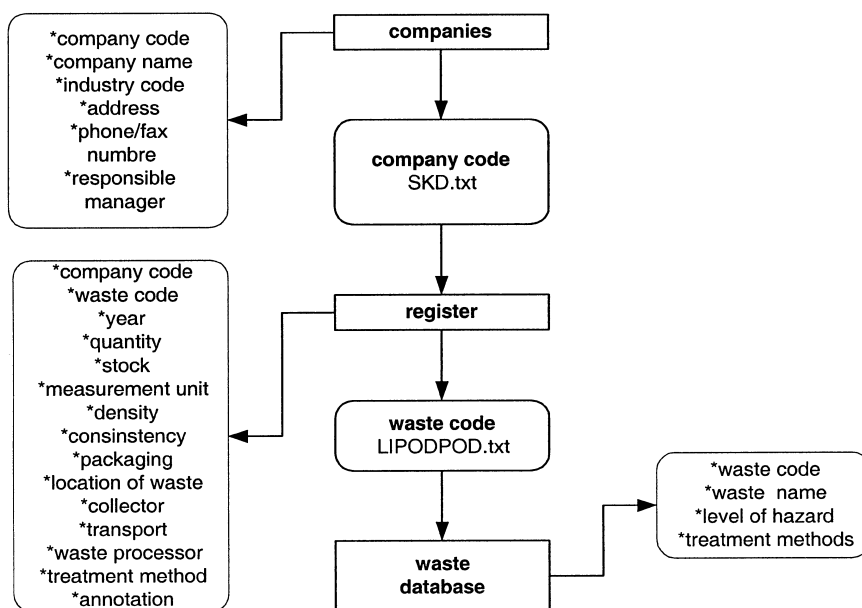 *company code
*company name
*industry code
*address
*phone/fax
numbre
*responsible
manager
companies
company code
SKD.txt
*company code
*waste code
*year
*quantity
*stock
*measurement unit
*density
*consinstency
*packaging
*location of waste
*collector
*transport
*waste processor
*treatment method
*annotation
register
waste code
LIPODPOD.txt
waste
database
*waste code
*waste name
*level of hazard
*treatment methods